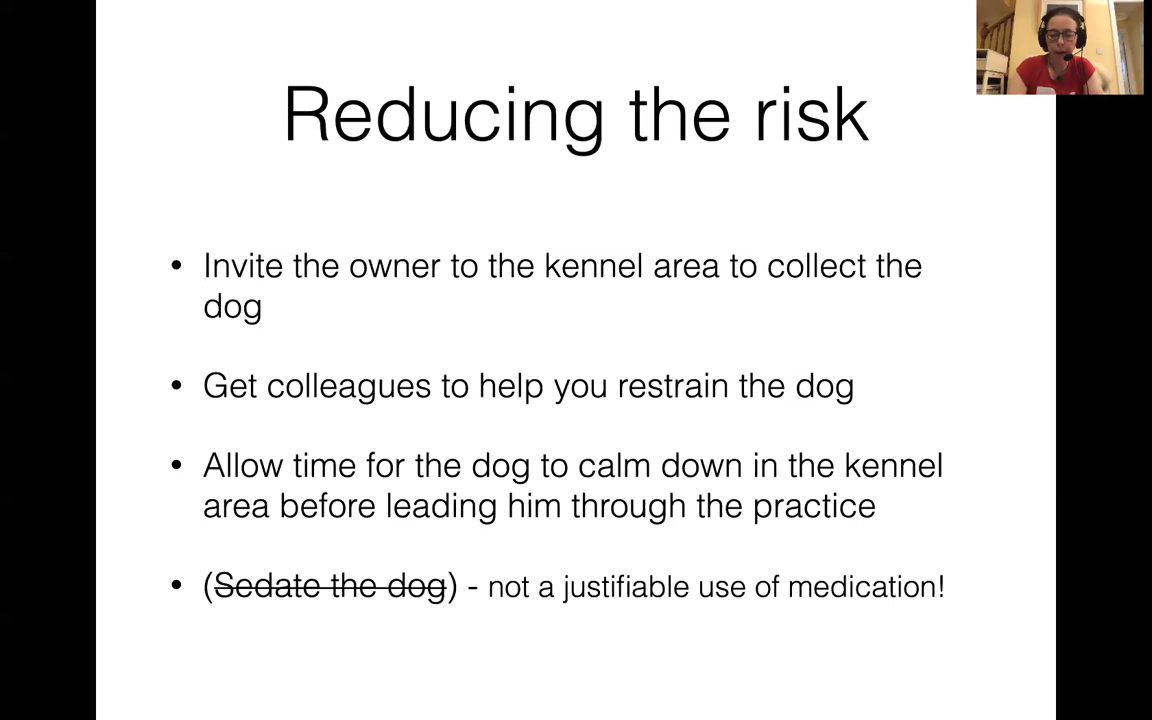 Reducing the risk
• Invite the owner to the kennel area to collect the
dog
• Get colleagues to help you restrain the dog
• Allow time for the dog to calm down in the kennel
area before leading him through the practice
• (Sedate the dog) - not a justifiable use of medication!